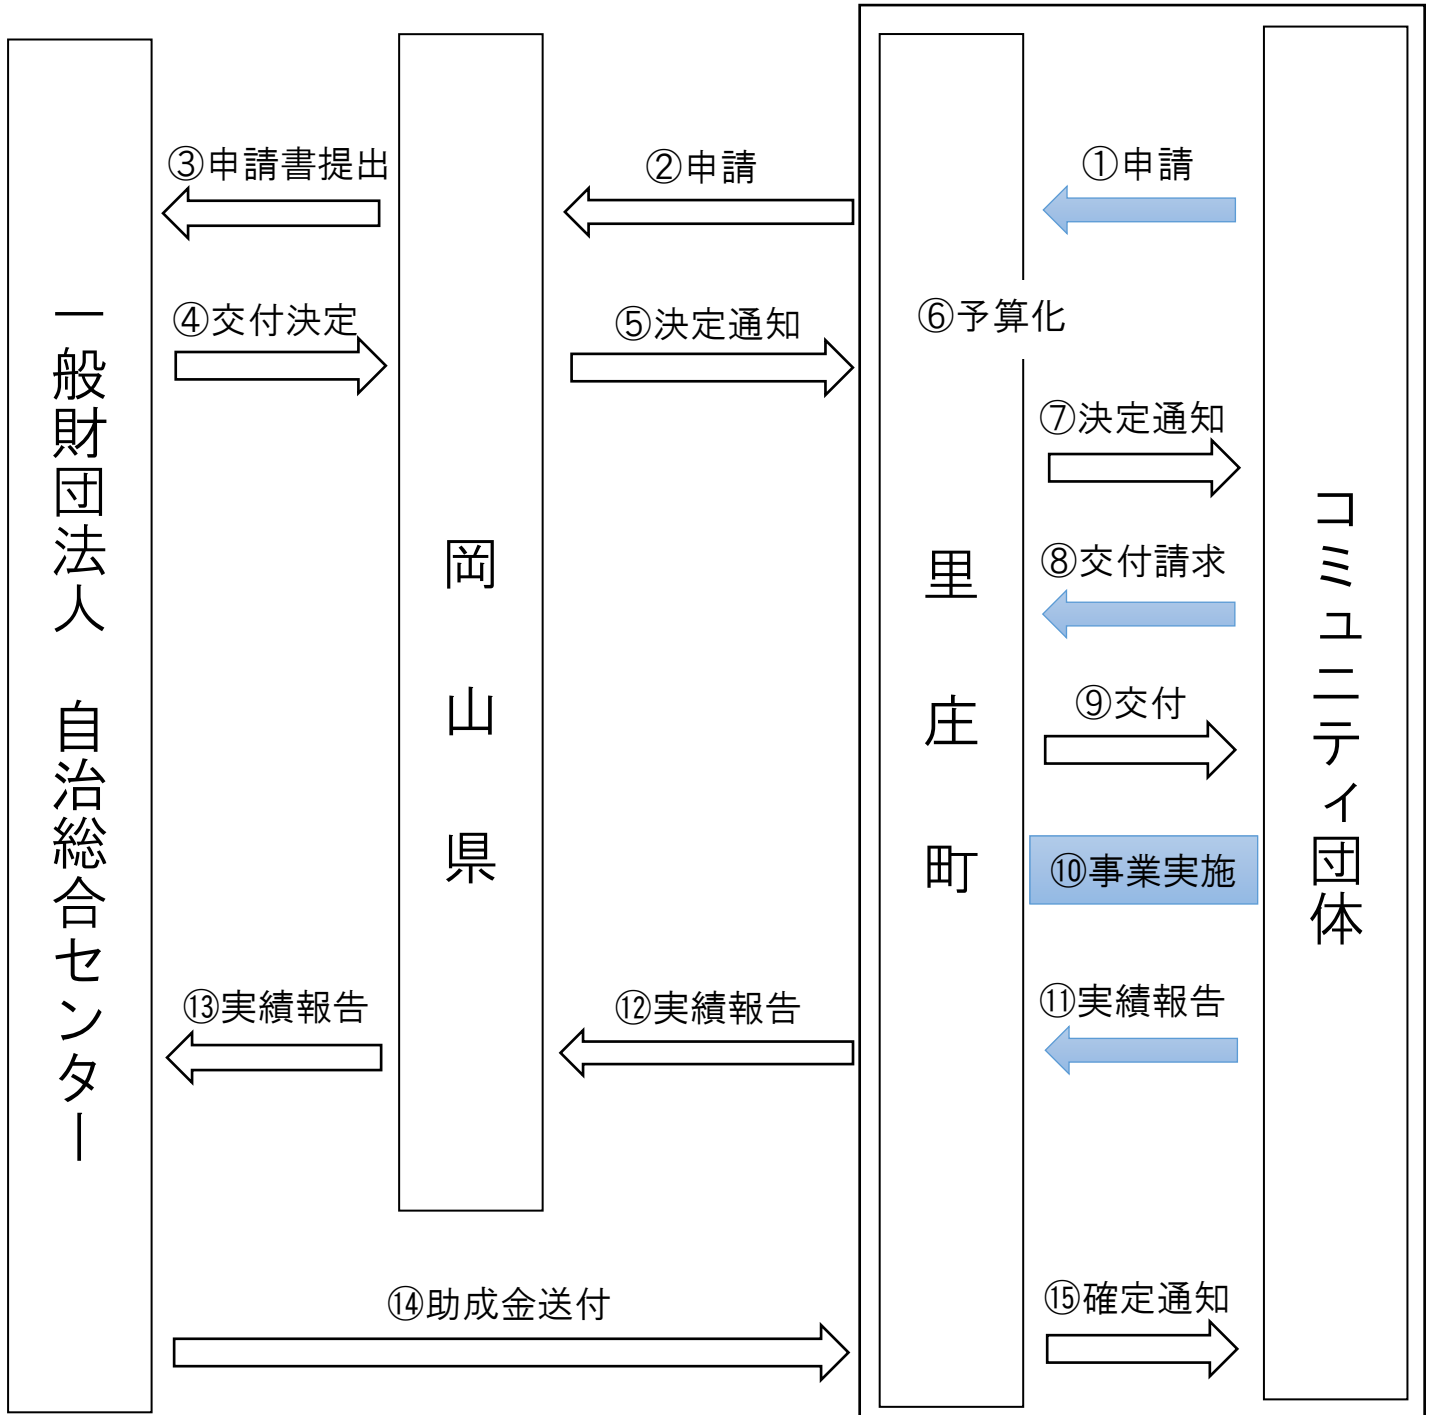 ③申請書提出
②申請
①申請
④交付決定
⑤決定通知
⑥予算化
⑦決定通知
⑧交付請求
⑨交付
⑩事業実施
⑬実績報告
⑫実績報告
⑪実績報告
⑭助成金送付
⑮確定通知
一般財団法人　自治総合センター
岡山県
里庄町
コミュニティ団体